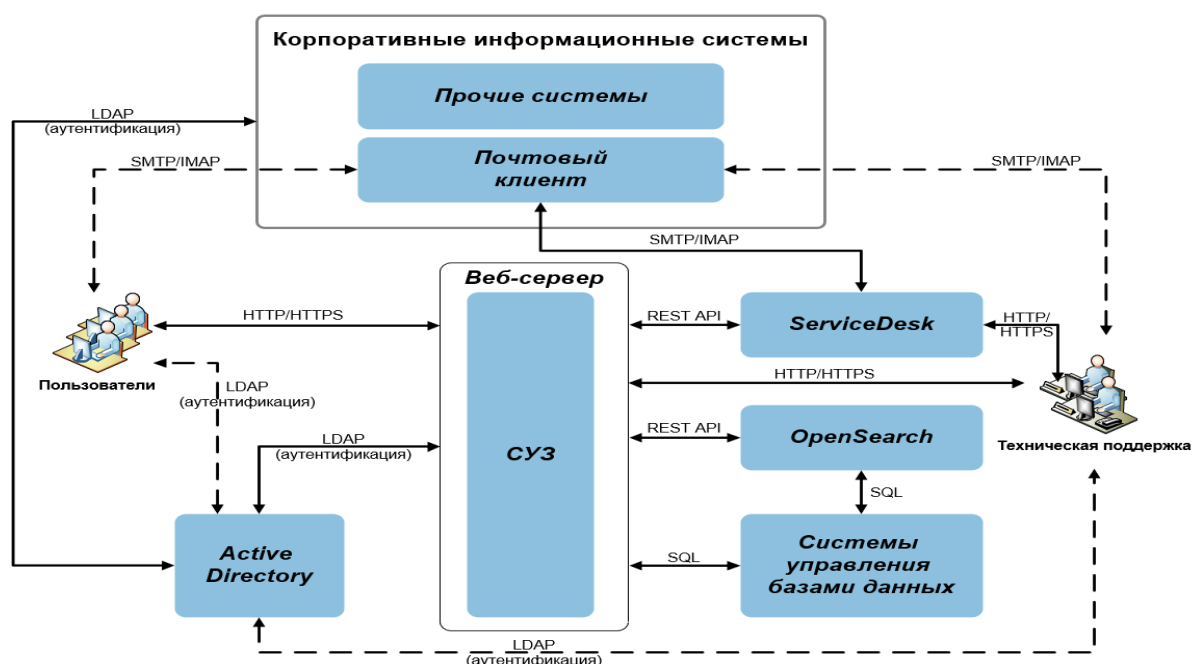 Корпоративные информационные системы
Прочие системы
LDAP
(аутентификация)
SMTP/IMAP
Почтовый
клиент
SMTP/IMAP
SMTP/IMAP
Веб-сервер
HTTP/HTTPS
REST API
ServiceDesk
HTTP/
HTTPS
Пользователи
HTTP/HTTPS
LDAP
(аутентификация)
LDAP
(аутентификация)
СУЗ
REST API
OpenSearch
Техническая поддержка
SQL
Active
Directory
SQL
Системы
управления
базами данных
LDAP
(аутентификация)